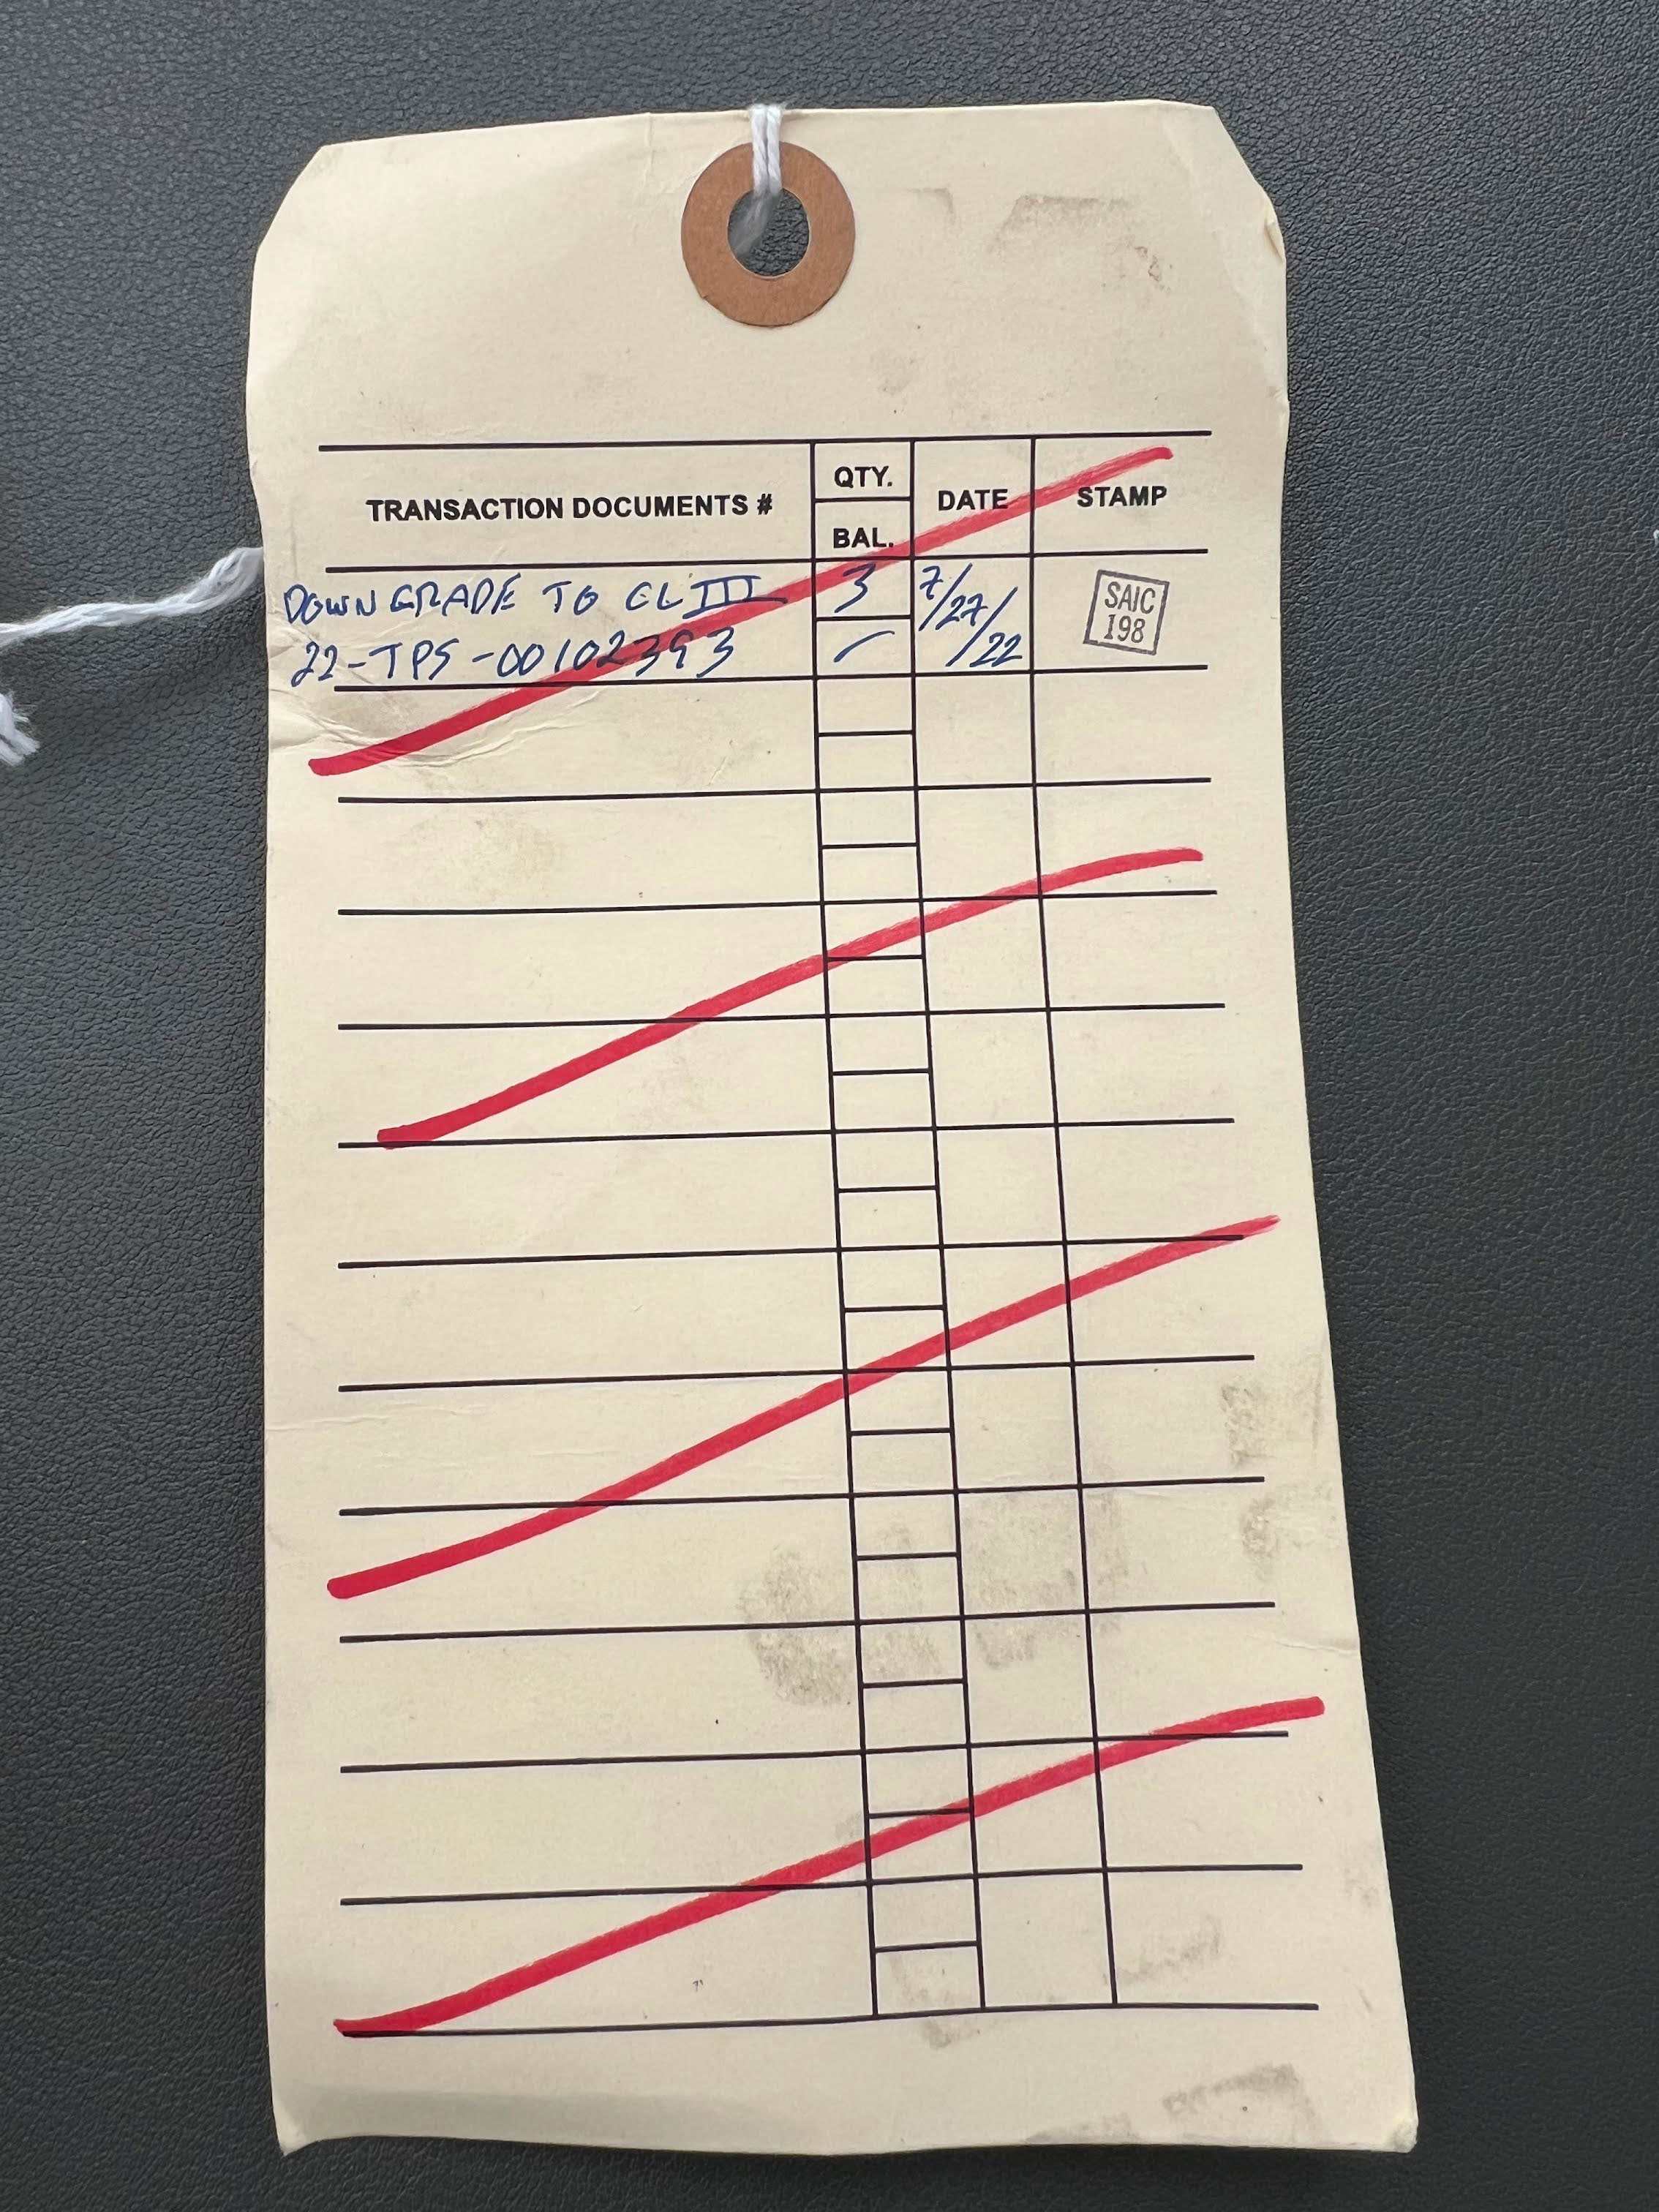 TRANSACTION DOCUMENTS # QTY. BAL. DATE STAMP
DOWNGRADE TO CL III 3 7/27/22 SAIC 198
22-TPS-00102393 -